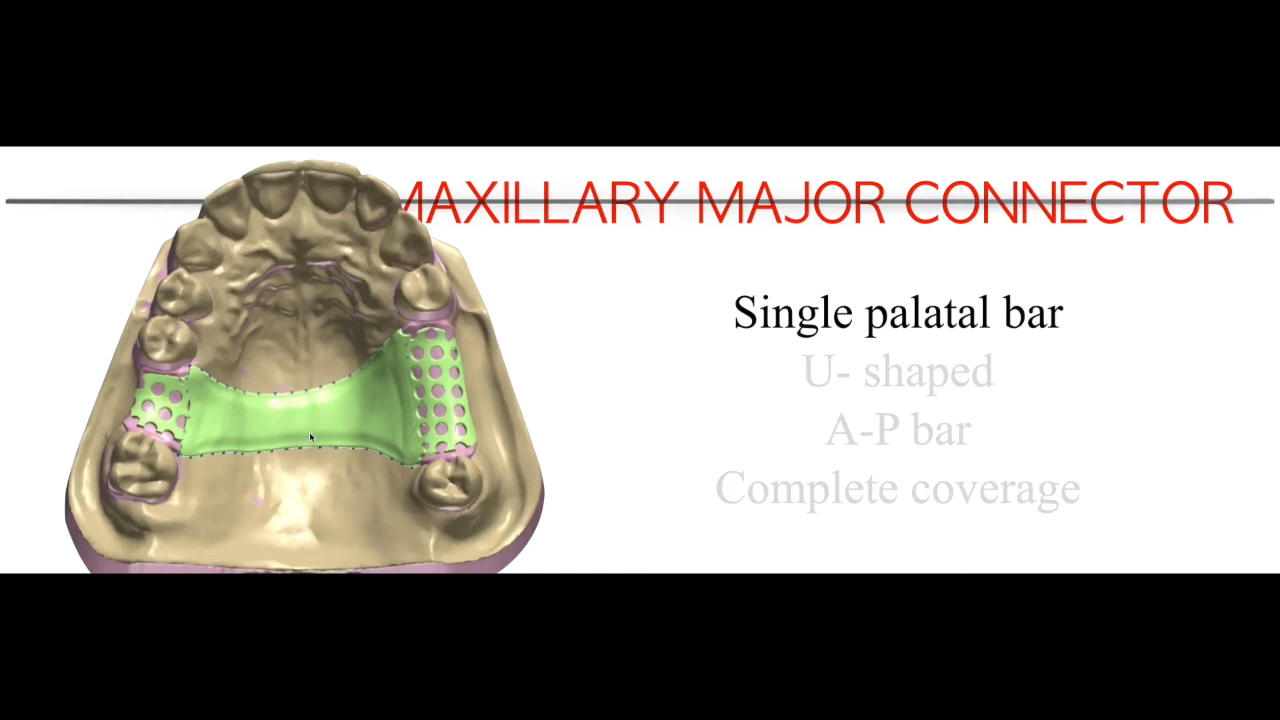 MAXILLARY MAJOR CONNECTOR
Single palatal bar
U- shaped
A-P bar
Complete coverage